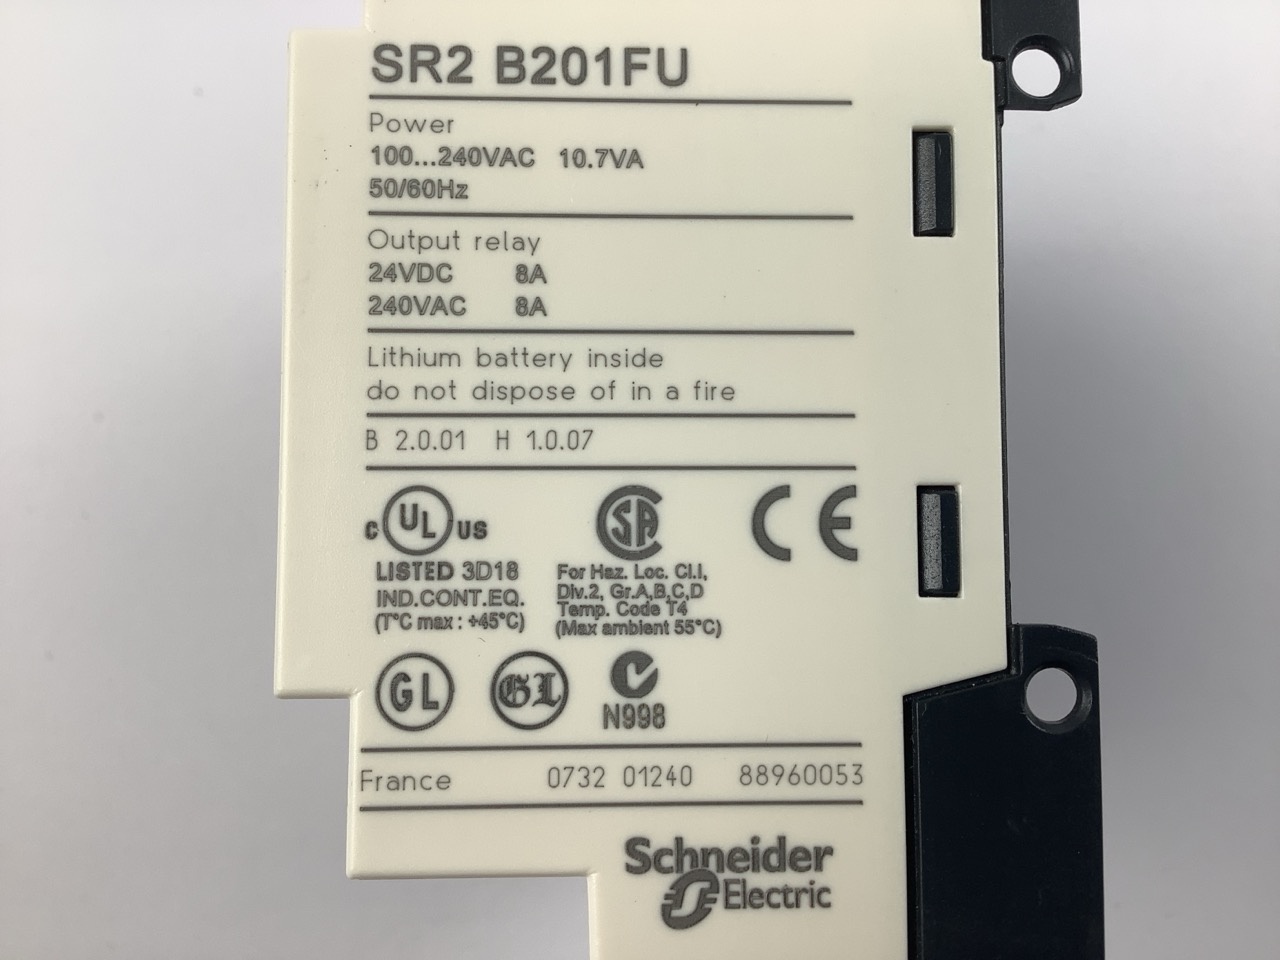 SR2 B201FU
Power
100...240VAC 10.7VA
50/60Hz
Output relay
24VDC 8A
240VAC 8A
Lithium battery inside
do not dispose of in a fire
B 2.0.01 H 1.0.07
c UL us
SA
CE
LISTED 3D18
IND.CONT.EQ.
(T°C max : +45°C)
For Haz. Loc. Cl.I,
Div.2, Gr.A,B,C,D
Temp. Code T4
(Max ambient 55°C)
GL
GL
N998
France 0732 01240 88960053
Schneider
Electric